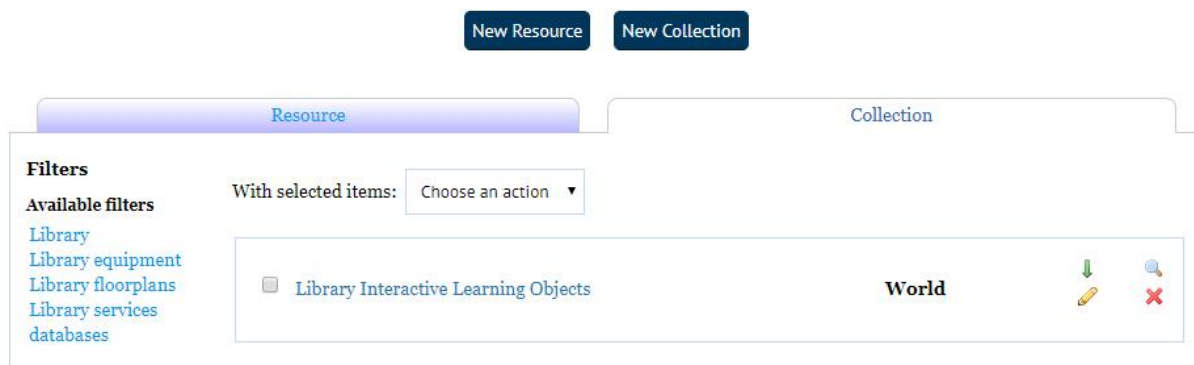 New Resource New Collection
Resource Collection
Filters
Available filters
Library
Library equipment
Library floorplans
Library services
databases
With selected items: Choose an action
Library Interactive Learning Objects World